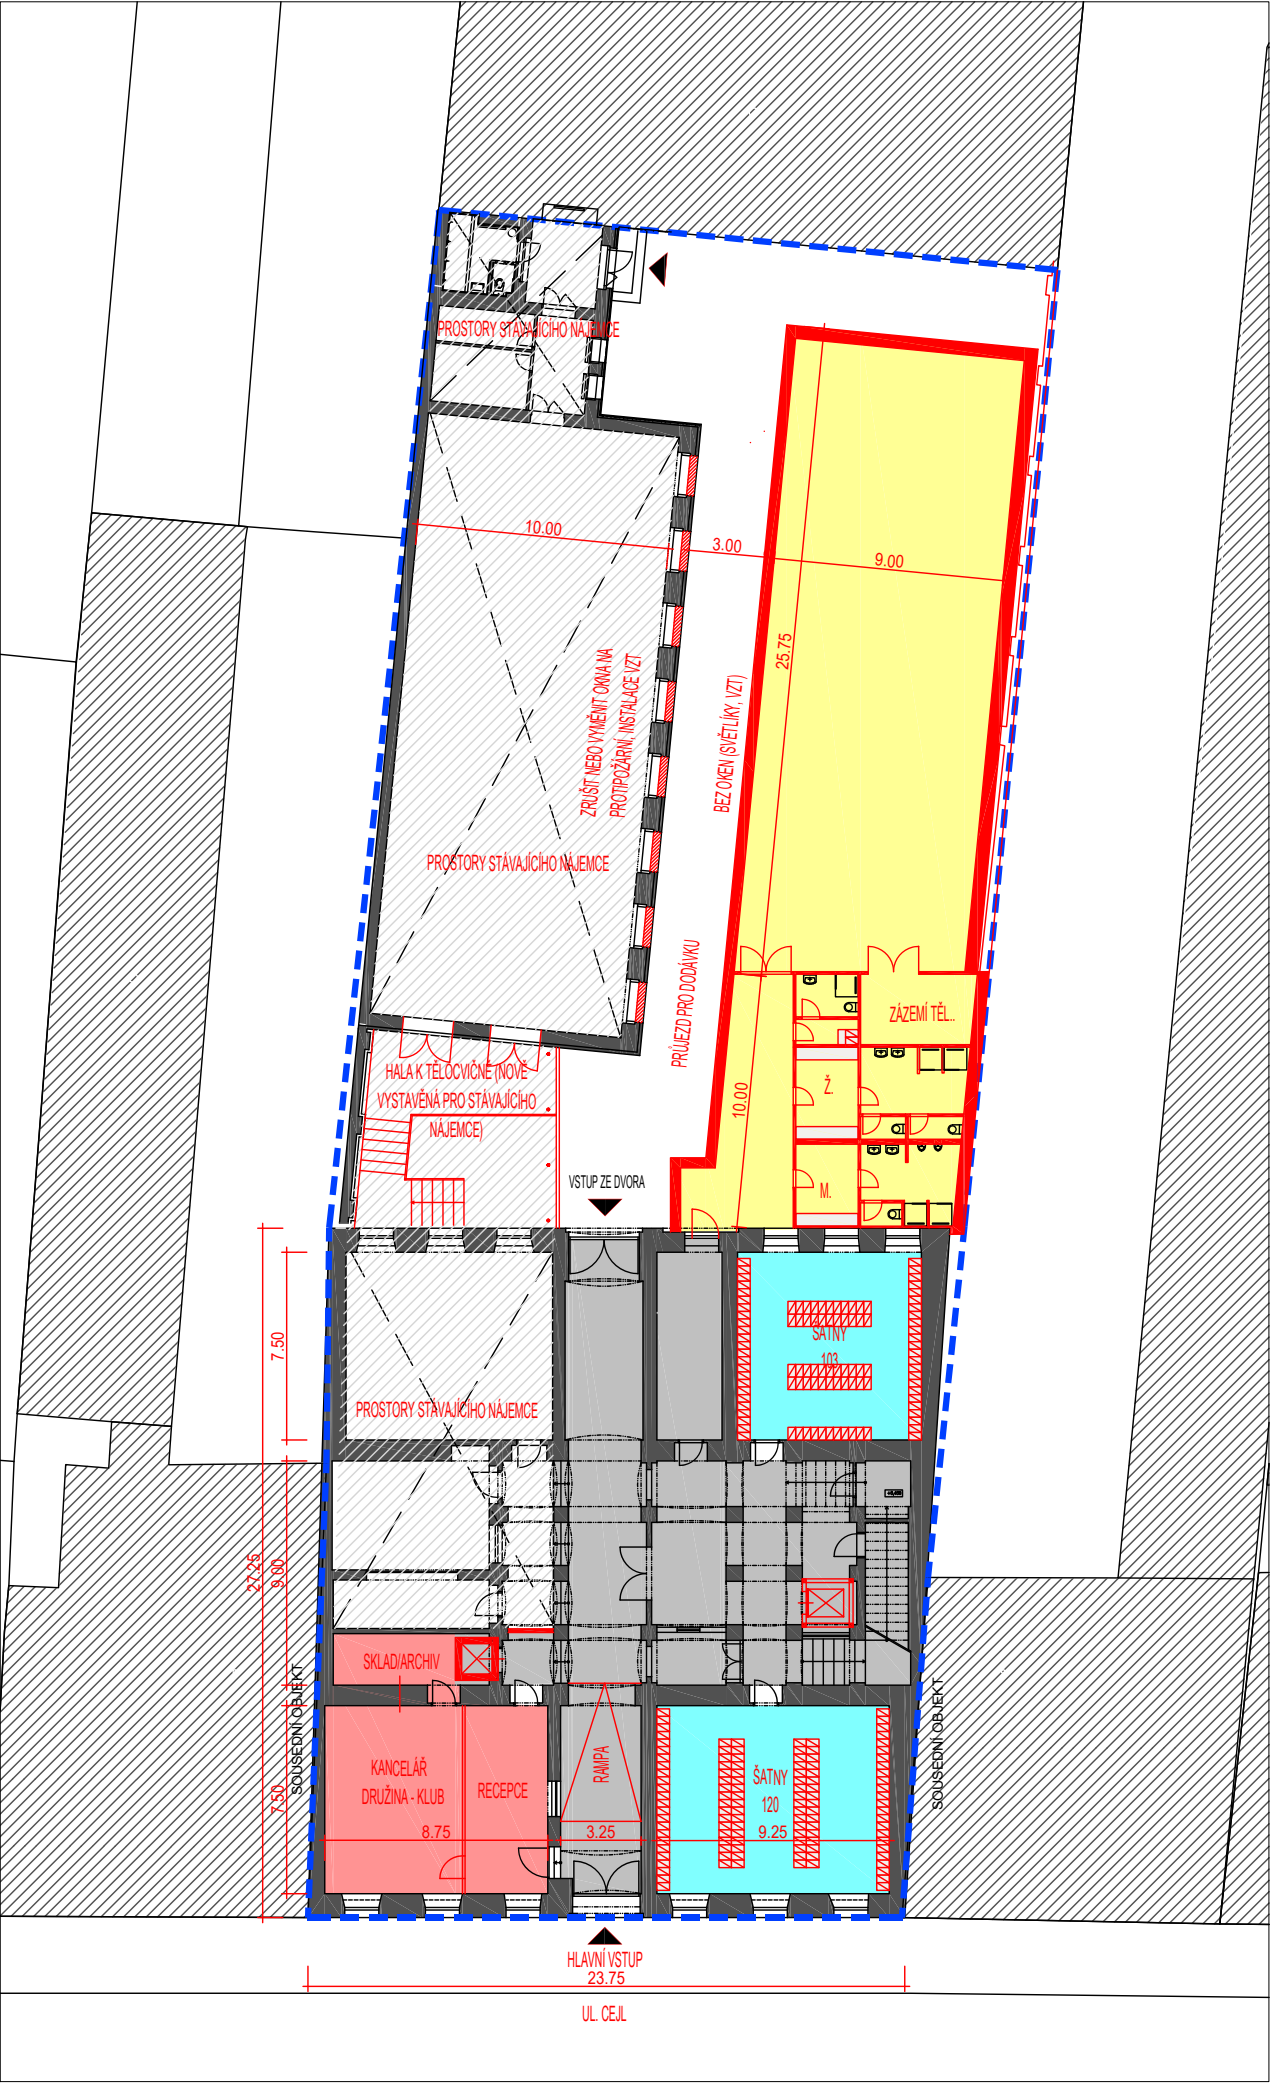 PROSTORY STÁVAJÍCÍHO NÁJEMCE
10.00
3.00
9.00
25.75
ZRUŠIT NEBO VYMĚNIT OKNA NA
PROTIPOŽÁRNÍ, INSTALACE VZT
BEZ OKEN (SVĚTLÍKY, VZT)
PROSTORY STÁVAJÍCÍHO NÁJEMCE
PRŮJEZD PRO DODÁVKU
ZÁZEMÍ TĚL..
HALA K TĚLOCVIČNĚ (NOVĚ
VYSTAVĚNÁ PRO STÁVAJÍCÍHO
NÁJEMCE)
10.00
Ž.
M.
VSTUP ZE DVORA
7.50
ŠATNY
103
PROSTORY STÁVAJÍCÍHO NÁJEMCE
27.25
9.00
SKLAD/ARCHIV
SOUSEDNÍ OBJEKT
SOUSEDNÍ OBJEKT
7.50
KANCELÁŘ
DRUŽINA - KLUB
RECEPCE
RAMPA
ŠATNY
120
8.75
3.25
9.25
HLAVNÍ VSTUP
23.75
UL. CEJL